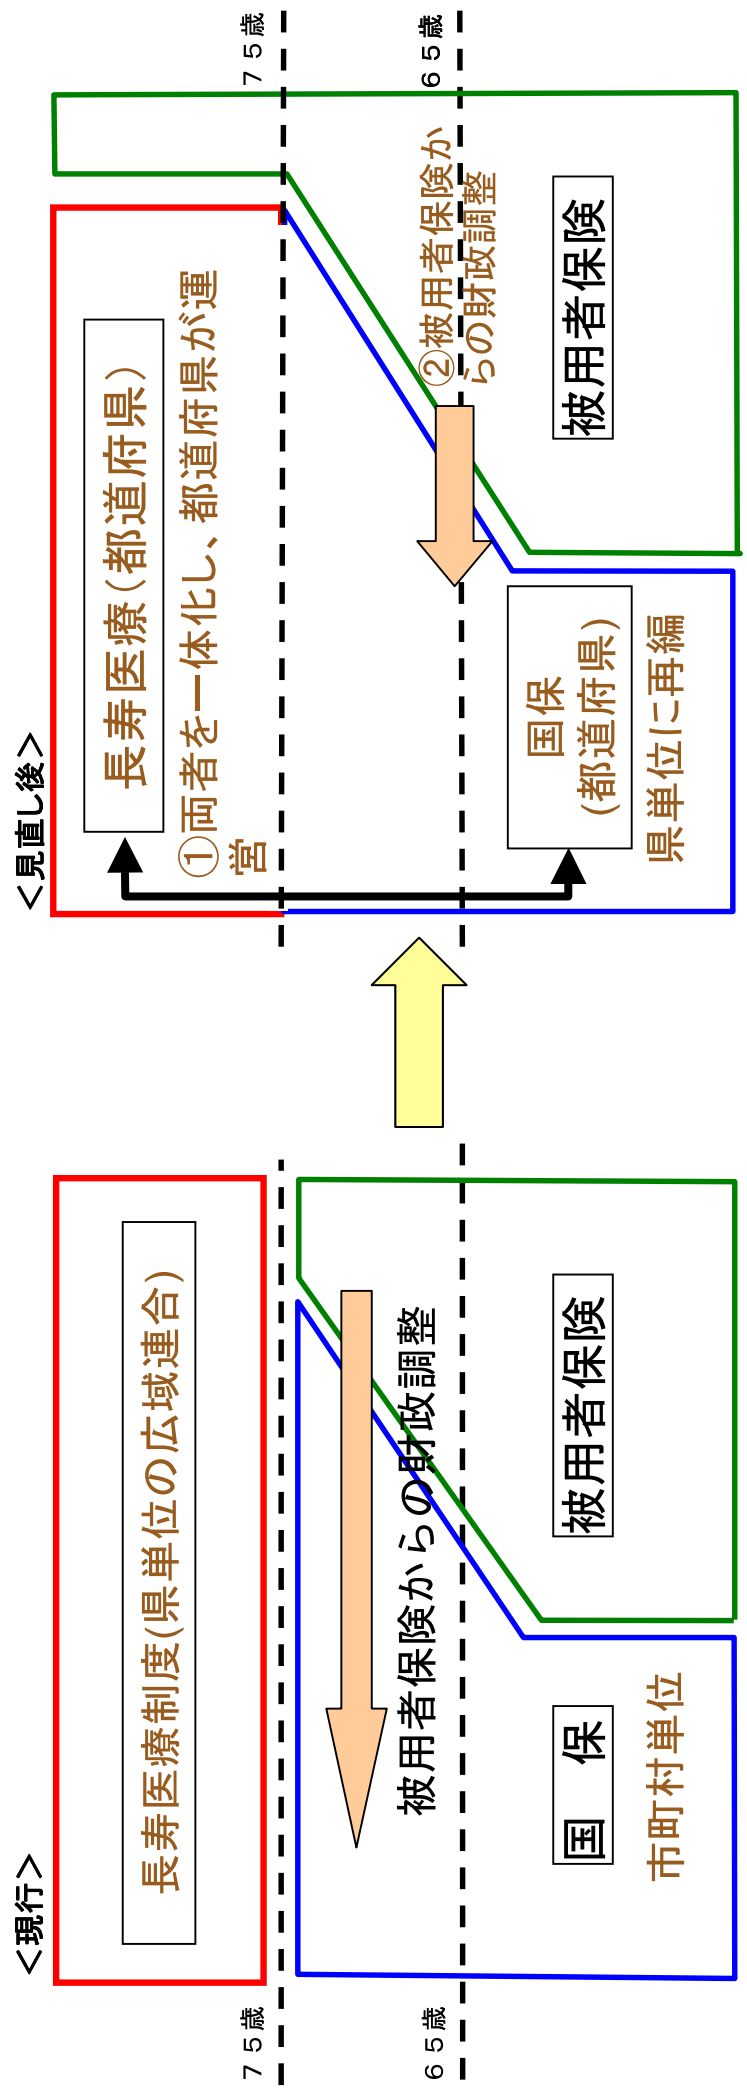 ＜現行＞
長寿医療制度(県単位の広域連合)
７５歳
被用者保険からの財政調整
６５歳
国　保
市町村単位
被用者保険
＜見直し後＞
長寿医療（都道府県）
①両者を一体化し、都道府県が運
営
７５歳
②被用者保険か
らの財政調整
６５歳
国保
（都道府県）
県単位に再編
被用者保険